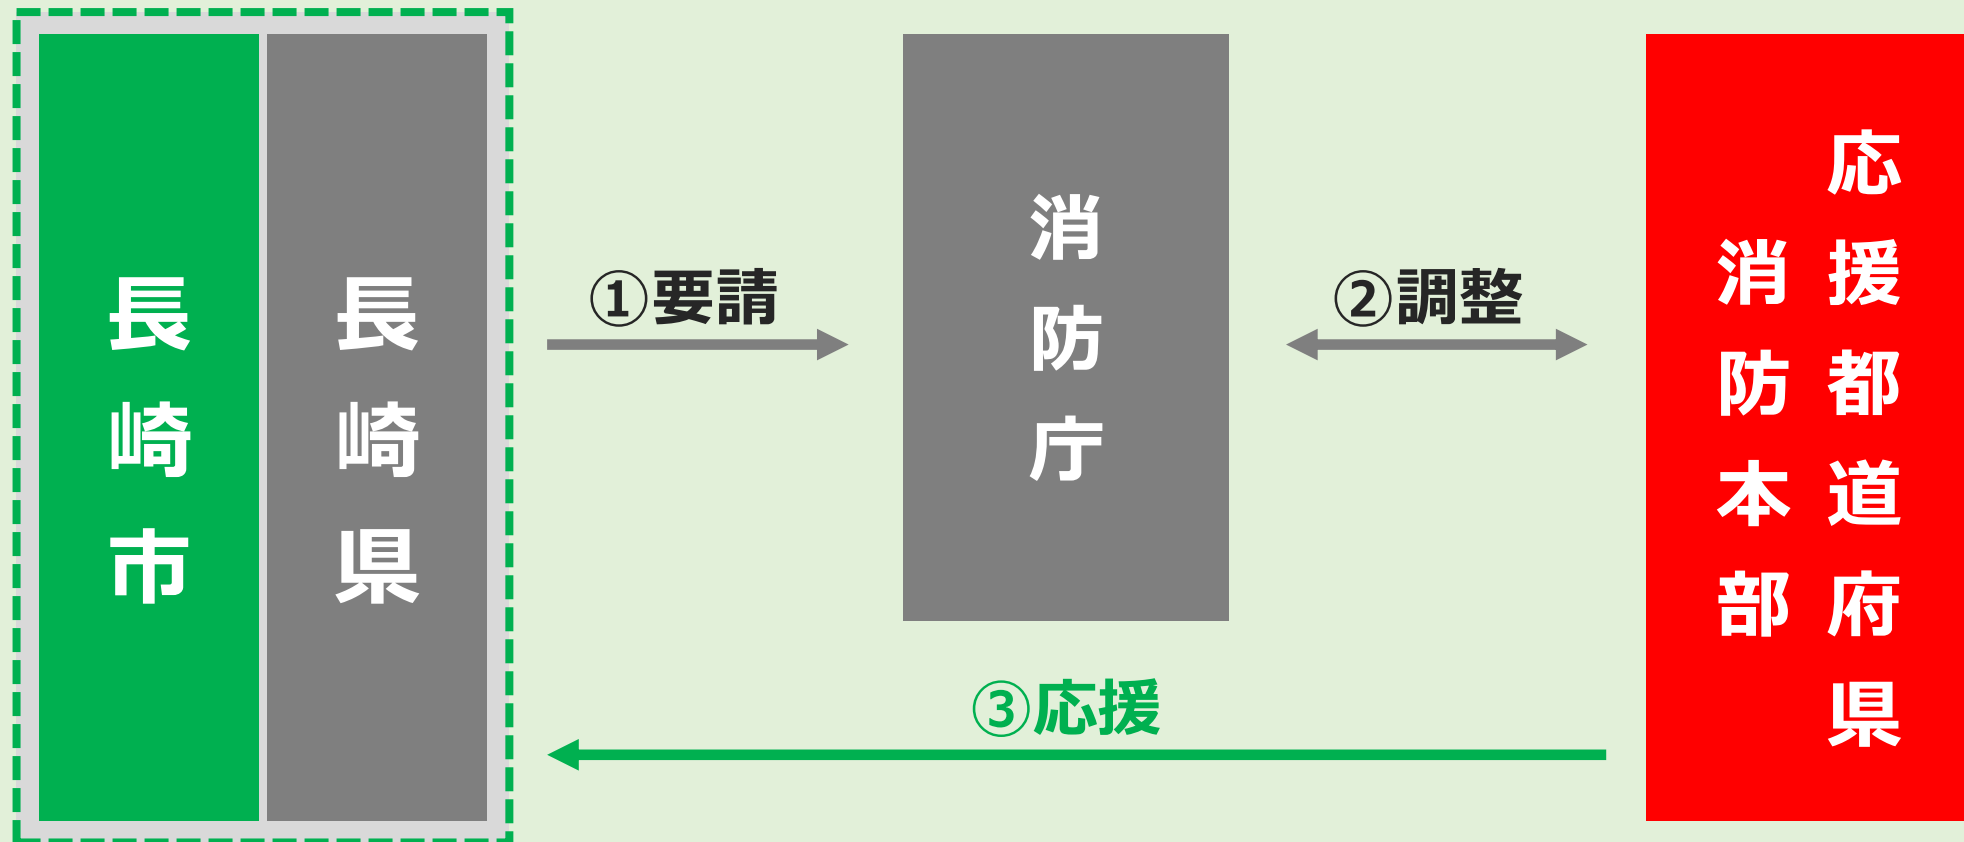 長崎市
長崎県
①要請
消防庁
②調整
応援都道府県
消防本部
③応援